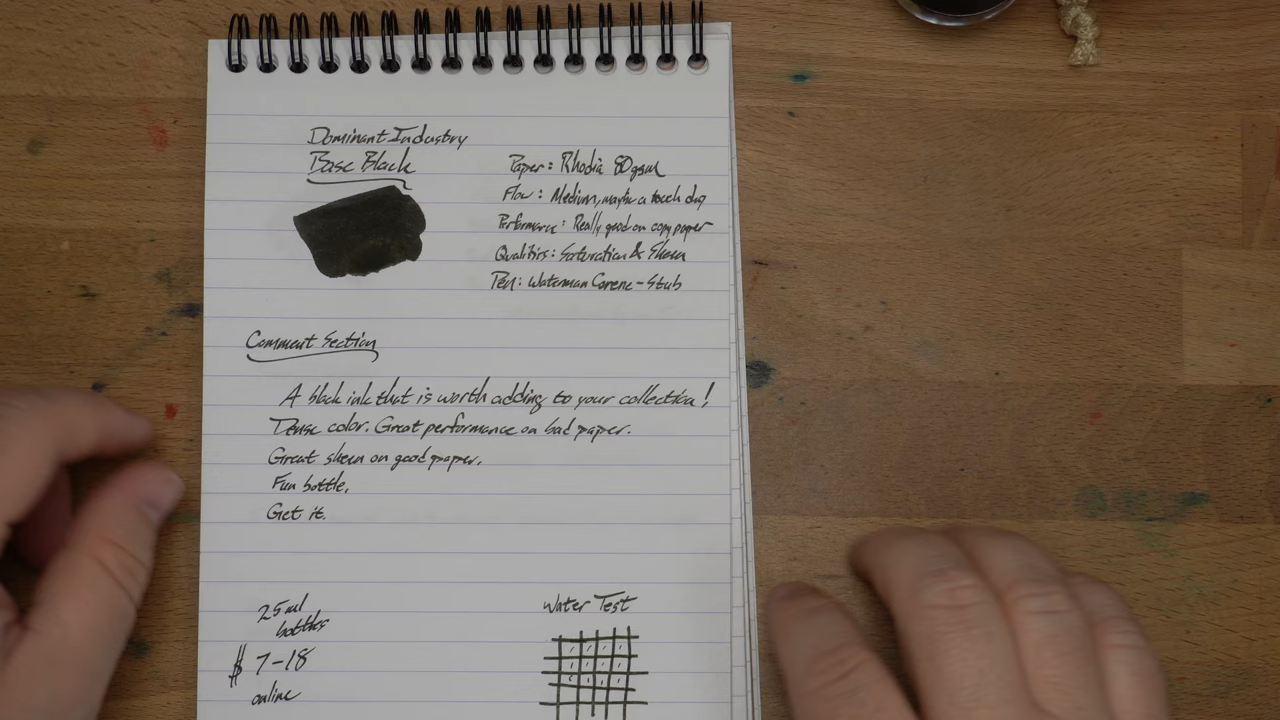 Dominant Industry
Base Black
Paper: Rhodia 80gsm
Flow: Medium, maybe a touch dry
Performance: Really good on copy paper
Qualities: Saturation & Sheen
Pen: Waterman Carene - Stub
Comment Section
A black ink that is worth adding to your collection!
Dense color. Great performance on bad paper.
Great sheen on good paper.
Fun bottle.
Get it.
25 ml
bottles
$ 7-18
online
Water Test